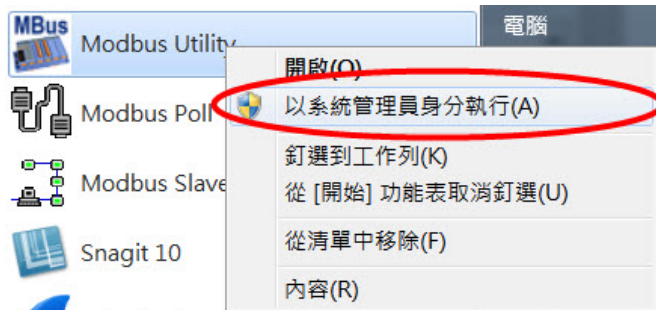 MBus
Modbus Utility
電腦
開啟(O)
Modbus Poll
以系統管理員身分執行(A)
釘選到工作列(K)
Modbus Slave
從 [開始] 功能表取消釘選(U)
Snagit 10
從清單中移除(F)
內容(R)